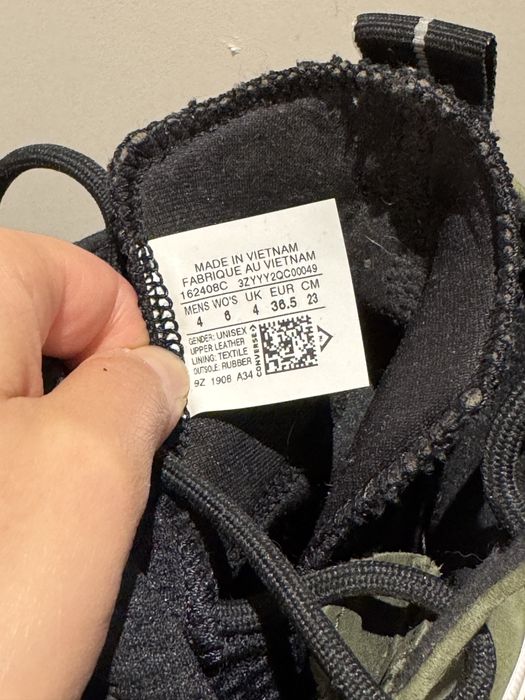 MADE IN VIETNAM
FABRIQUE AU VIETNAM
162408C 3ZYYY2QC00049
MENS WO'S UK EUR CM
4 6 4 36.5 23
GENDER: UNISEX
UPPER: LEATHER
LINING: TEXTILE
OUTSOLE: RUBBER
CONVERSE
9Z 1908 A34